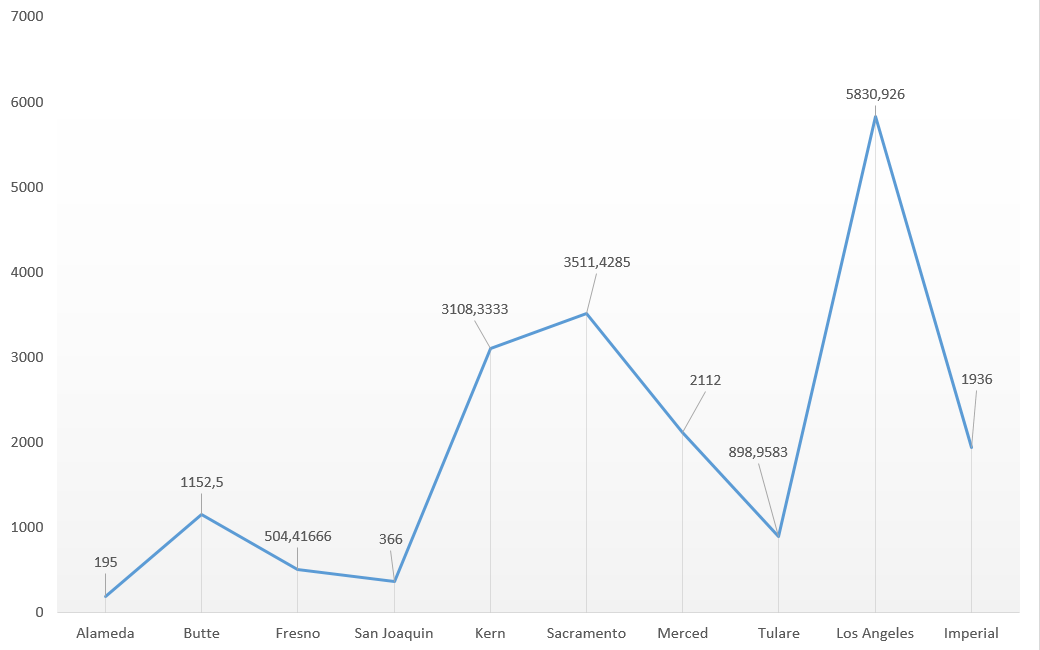 7000
6000
5000
4000
3000
2000
1000
0
195
1152,5
504,41666
366
3108,3333
3511,4285
2112
898,9583
5830,926
1936
Alameda
Butte
Fresno
San Joaquin
Kern
Sacramento
Merced
Tulare
Los Angeles
Imperial